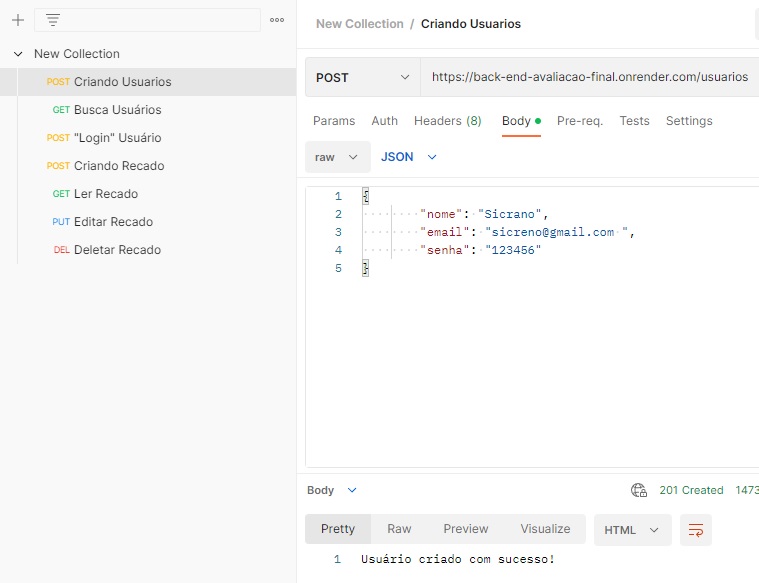 New Collection
POST Criando Usuarios
GET Busca Usuários
POST "Login" Usuário
POST Criando Recado
GET Ler Recado
PUT Editar Recado
DEL Deletar Recado
New Collection / Criando Usuarios
POST https://back-end-avaliacao-final.onrender.com/usuarios
Params Auth Headers (8) Body Pre-req. Tests Settings
raw JSON
1 {
2 "nome": "Sicrano",
3 "email": "sicreno@gmail.com ",
4 "senha": "123456"
5 }
Body 201 Created 1473
Pretty Raw Preview Visualize HTML
1 Usuário criado com sucesso!